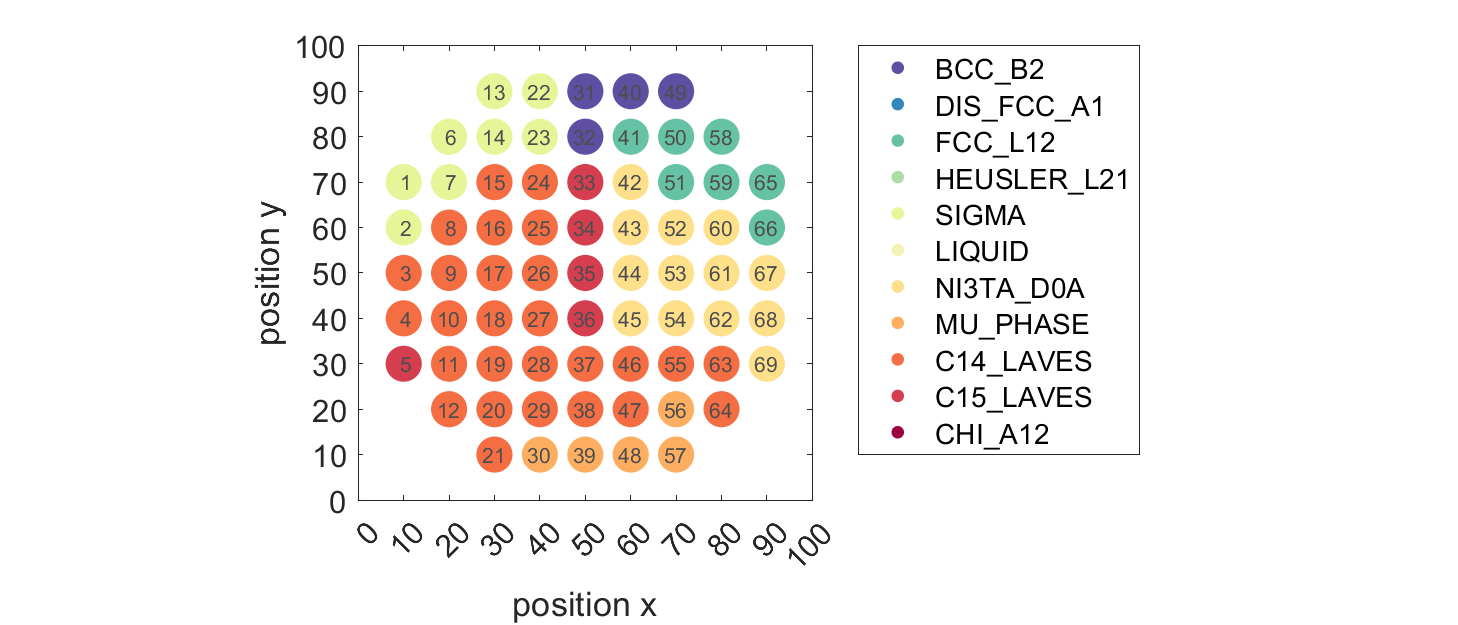 100
90
80
70
60
50
40
30
20
10
0
position y
13 22 31 40 49
6 14 23 32 41 50 58
1 7 15 24 33 42 51 59 65
2 8 16 25 34 43 52 60 66
3 9 17 26 35 44 53 61 67
4 10 18 27 36 45 54 62 68
5 11 19 28 37 46 55 63 69
12 20 29 38 47 56 64
21 30 39 48 57
0 10 20 30 40 50 60 70 80 90 100
position x
BCC_B2
DIS_FCC_A1
FCC_L12
HEUSLER_L21
SIGMA
LIQUID
NI3TA_D0A
MU_PHASE
C14_LAVES
C15_LAVES
CHI_A12